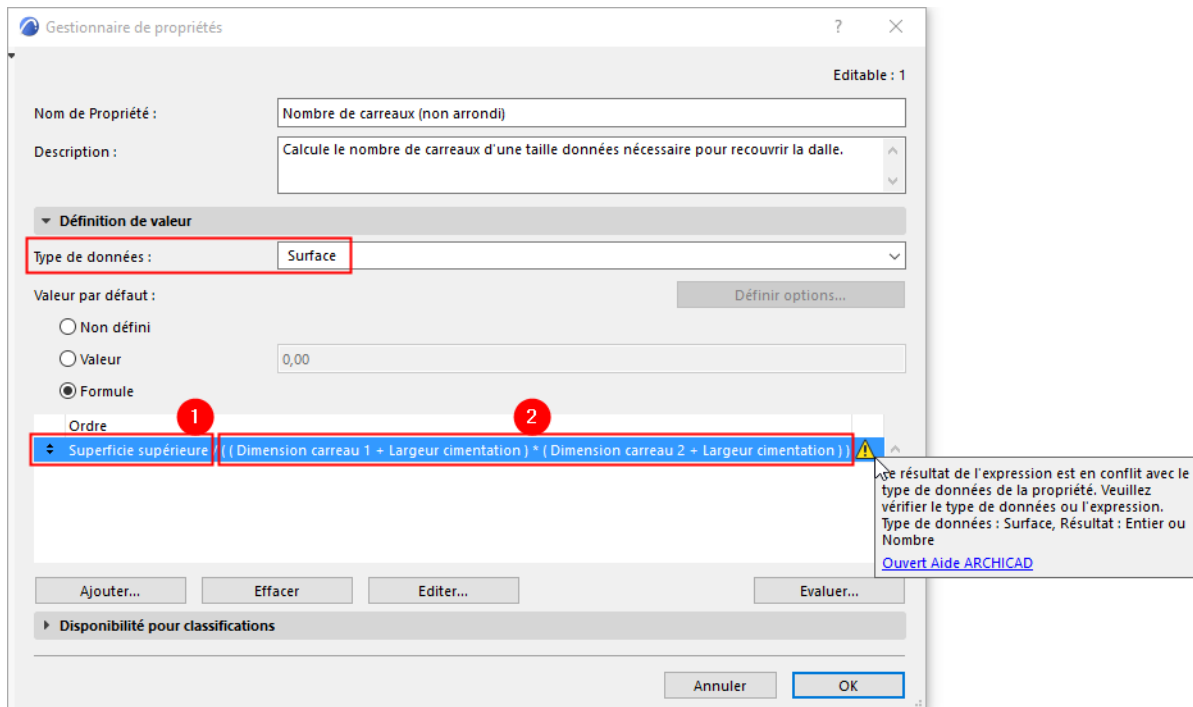 Gestionnaire de propriétés
?
Editable : 1
Nom de Propriété :
Nombre de carreaux (non arrondi)
Description :
Calcule le nombre de carreaux d'une taille données nécessaire pour recouvrir la dalle.
Définition de valeur
Type de données :
Surface
Valeur par défaut :
Définir options...
Non défini
Valeur
0,00
Formule
1
2
Ordre
Superficie supérieure / ( ( Dimension carreau 1 + Largeur cimentation ) * ( Dimension carreau 2 + Largeur cimentation ) )
résultat de l'expression est en conflit avec le
type de données de la propriété. Veuillez
vérifier le type de données ou l'expression.
Type de données : Surface, Résultat : Entier ou
Nombre
Ouvert Aide ARCHICAD
Ajouter...
Effacer
Editer...
Evaluer...
Disponibilité pour classifications
Annuler
OK